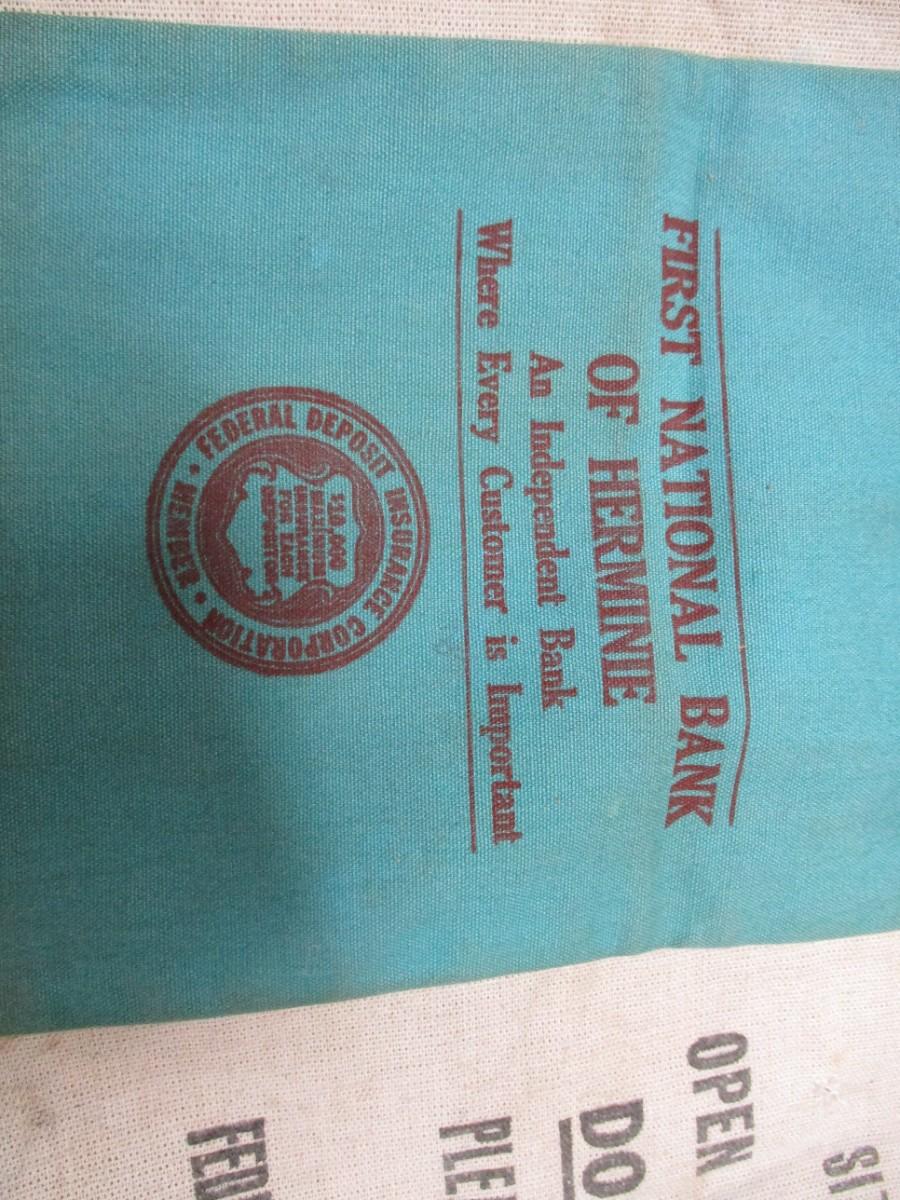 FIRST NATIONAL BANK
OF HERMINIE
An Independent Bank
Where Every Customer is Important
FEDERAL DEPOSIT INSURANCE CORPORATION • MEMBER •
$10,000
MAXIMUM
INSURANCE
FOR EACH
DEPOSITOR
OPEN
DO
PLE
FED